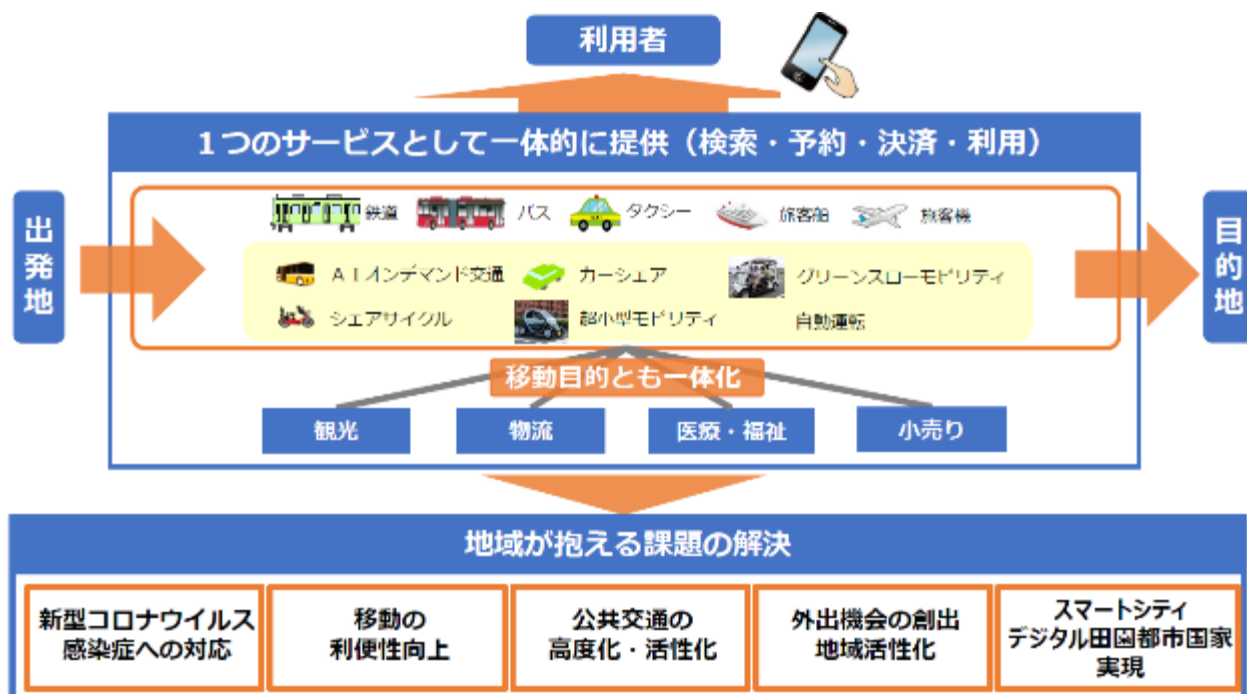 利用者
1つのサービスとして一体的に提供（検索・予約・決済・利用）
出発地
鉄道 バス タクシー 旅客船 旅客機
AIオンデマンド交通 カーシェア グリーンスローモビリティ
シェアサイクル 超小型モビリティ 自動運転
目的地
移動目的とも一体化
観光 物流 医療・福祉 小売り
地域が抱える課題の解決
新型コロナウイルス
感染症への対応
移動の
利便性向上
公共交通の
高度化・活性化
外出機会の創出
地域活性化
スマートシティ
デジタル田園都市国家
実現